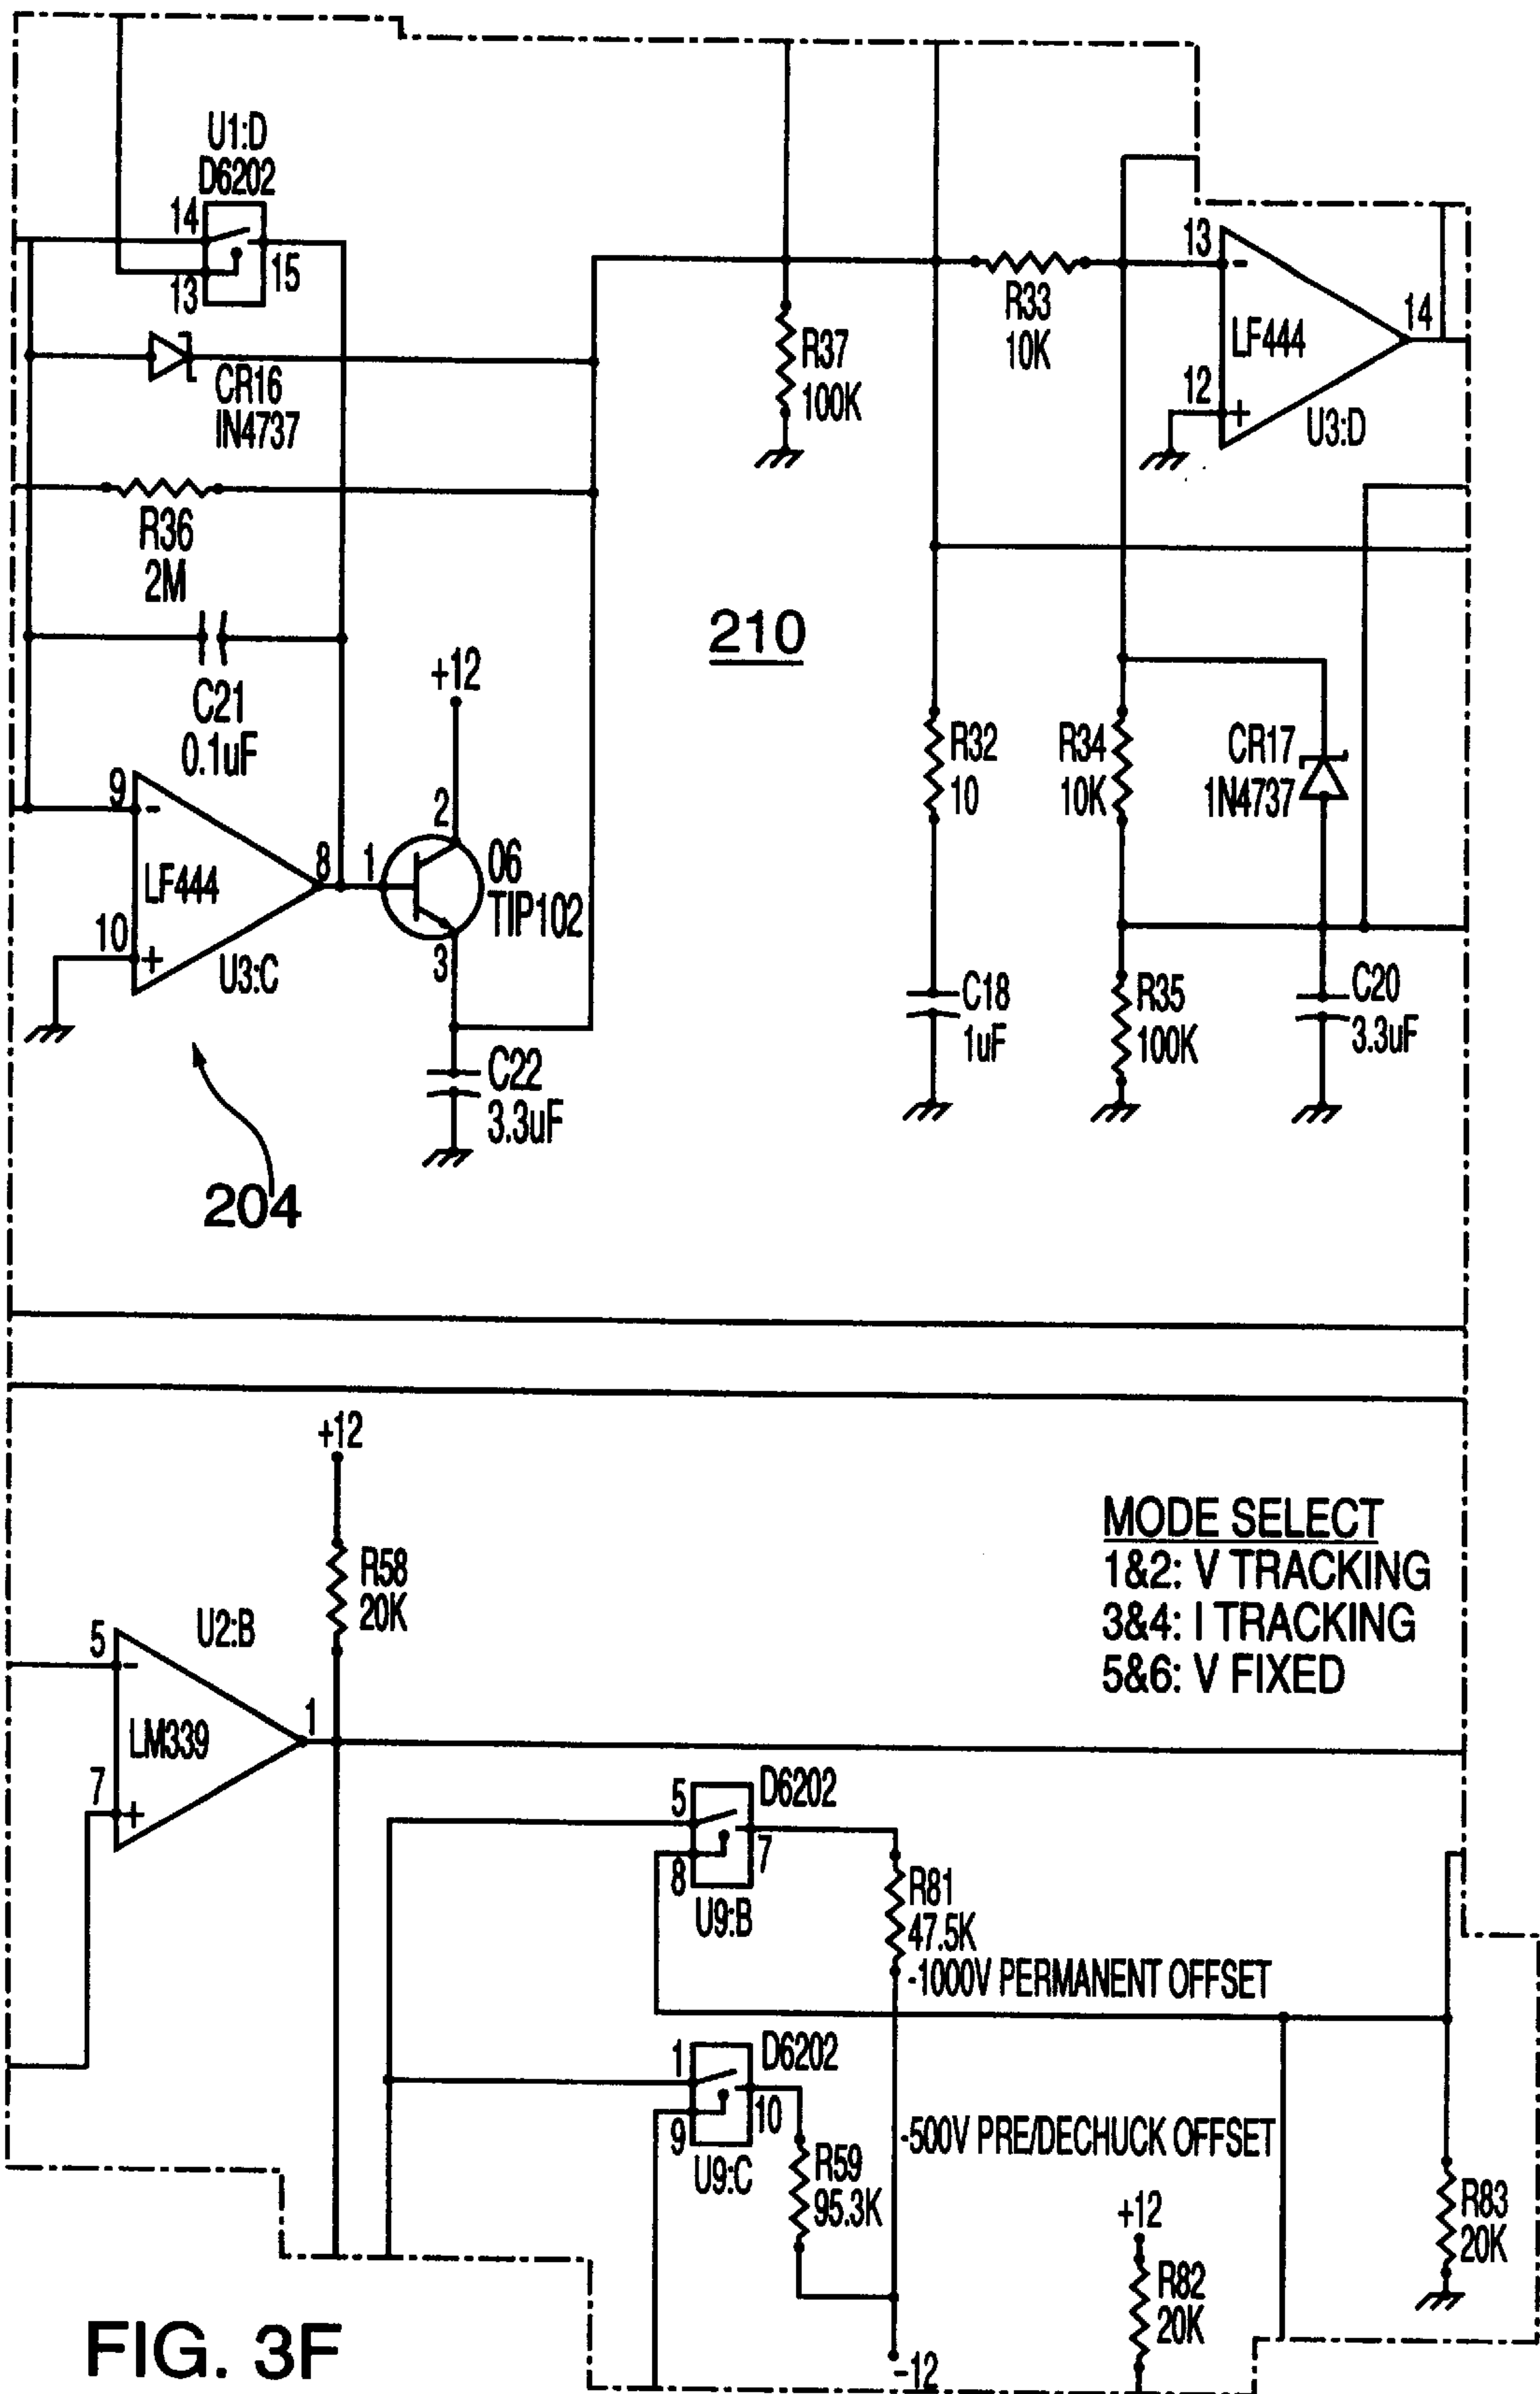 U1:D
D6202
14
13
15
CR16
IN4737
R36
2M
C21
0.1uF
+12
9
-
LF444
10
+
U3:C
8
1
2
06
TIP102
3
C22
3.3uF
204
R37
100K
210
R33
10K
13
-
LF444
12
+
14
U3:D
R32
10
C18
1uF
R34
10K
CR17
1N4737
R35
100K
C20
3.3uF
+12
R58
20K
U2:B
5
-
LM339
7
+
1
MODE SELECT
1&2: V TRACKING
3&4: I TRACKING
5&6: V FIXED
5
D6202
8
7
U9:B
R81
47.5K
-1000V PERMANENT OFFSET
1
D6202
9
10
U9:C
R59
95.3K
-500V PRE/DECHUCK OFFSET
-12
+12
R82
20K
R83
20K
FIG. 3F